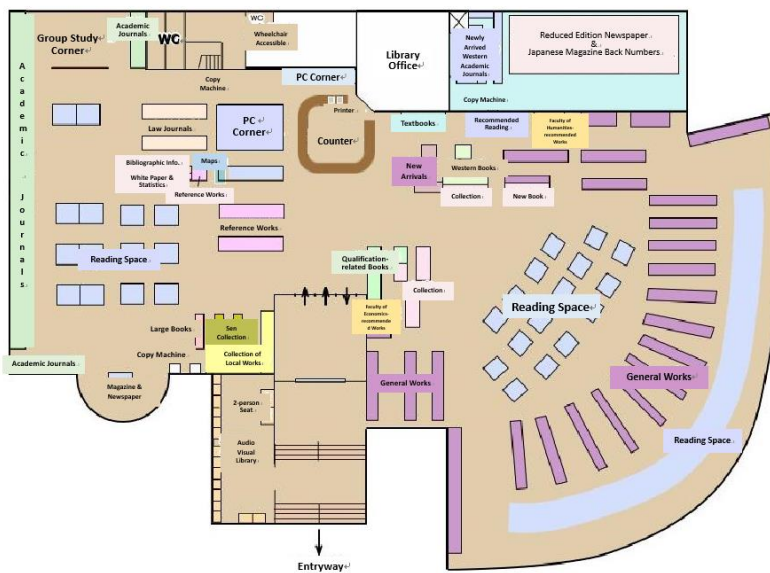 WC
Academic
Journals
WC
Wheelchair
Accessible
Group Study
Corner
Library
Office
Newly
Arrived
Western
Academic
Journals
Reduced Edition Newspaper
&
Japanese Magazine Back Numbers
Academic Journals
Copy
Machine
PC Corner
Copy Machine
Printer
Law Journals
PC
Corner
Counter
Textbooks
Recommended
Reading
Faculty of
Humanities-
recommended
Works
Bibliographic Info.
Maps
White Paper &
Statistics
Reference Works
New
Arrivals
Western Books
Collection
New Book
Reference Works
Reading Space
Qualification-
related Books
Collection
Reading Space
Faculty of
Economics-
recommende
d Works
Large Books
Sen
Collection
Copy Machine
Collection of
Local Works
Academic Journals
Magazine &
Newspaper
General Works
General Works
2-person
Seat
Audio
Visual
Library
Reading Space
Entryway